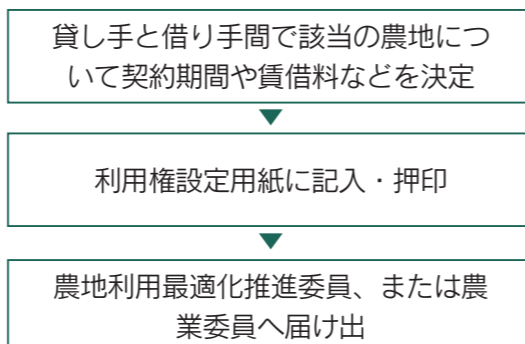 貸し手と借り手間で該当の農地につ
いて契約期間や賃借料などを決定
利用権設定用紙に記入・押印
農地利用最適化推進委員、または農
業委員へ届け出